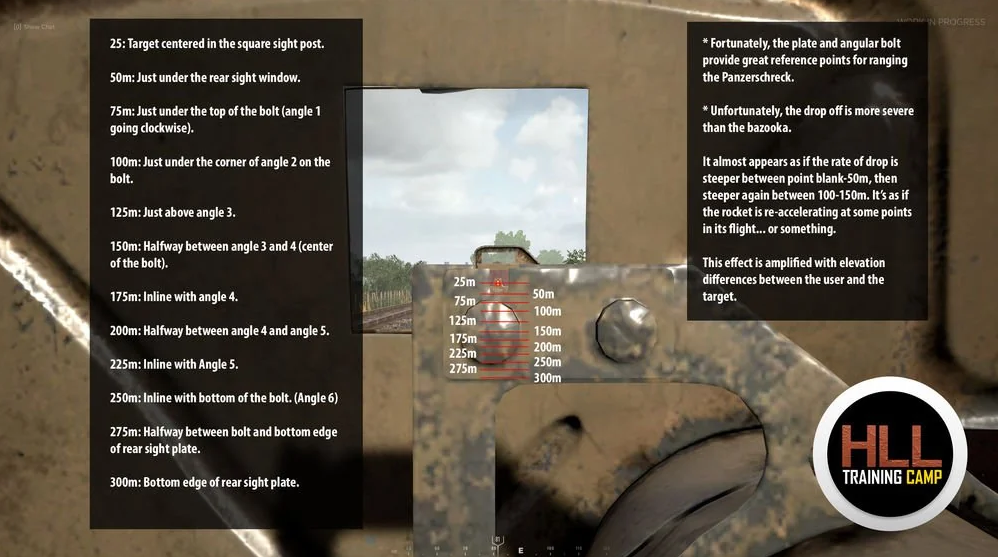 [U] Show Chat
WORK IN PROGRESS
25: Target centered in the square sight post.
50m: Just under the rear sight window.
75m: Just under the top of the bolt (angle 1
going clockwise).
100m: Just under the corner of angle 2 on the
bolt.
125m: Just above angle 3.
150m: Halfway between angle 3 and 4 (center
of the bolt).
175m: Inline with angle 4.
200m: Halfway between angle 4 and angle 5.
225m: Inline with Angle 5.
250m: Inline with bottom of the bolt. (Angle 6)
275m: Halfway between bolt and bottom edge
of rear sight plate.
300m: Bottom edge of rear sight plate.
25m
50m
75m
100m
125m
150m
175m
200m
225m
250m
275m
300m
* Fortunately, the plate and angular bolt
provide great reference points for ranging
the Panzerschreck.
* Unfortunately, the drop off is more severe
than the bazooka.
It almost appears as if the rate of drop is
steeper between point blank-50m, then
steeper again between 100-150m. It's as if
the rocket is re-accelerating at some points
in its flight... or something.
This effect is amplified with elevation
differences between the user and the
target.
HLL
TRAINING CAMP
E